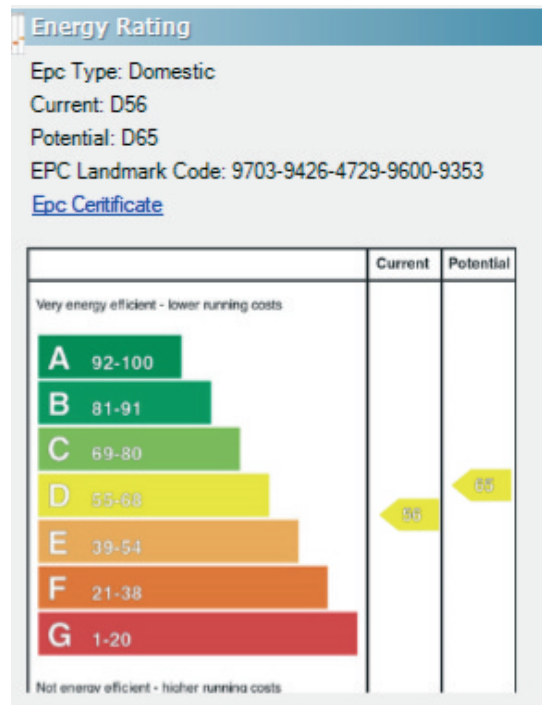 Energy Rating
Epc Type: Domestic
Current: D56
Potential: D65
EPC Landmark Code: 9703-9426-4729-9600-9353
Epc Ceritificate
Current Potential
Very energy efficient - lower running costs
A 92-100
B 81-91
C 69-80
D 55-68
65
56
E 39-54
F 21-38
G 1-20
Not energy efficient - higher running costs